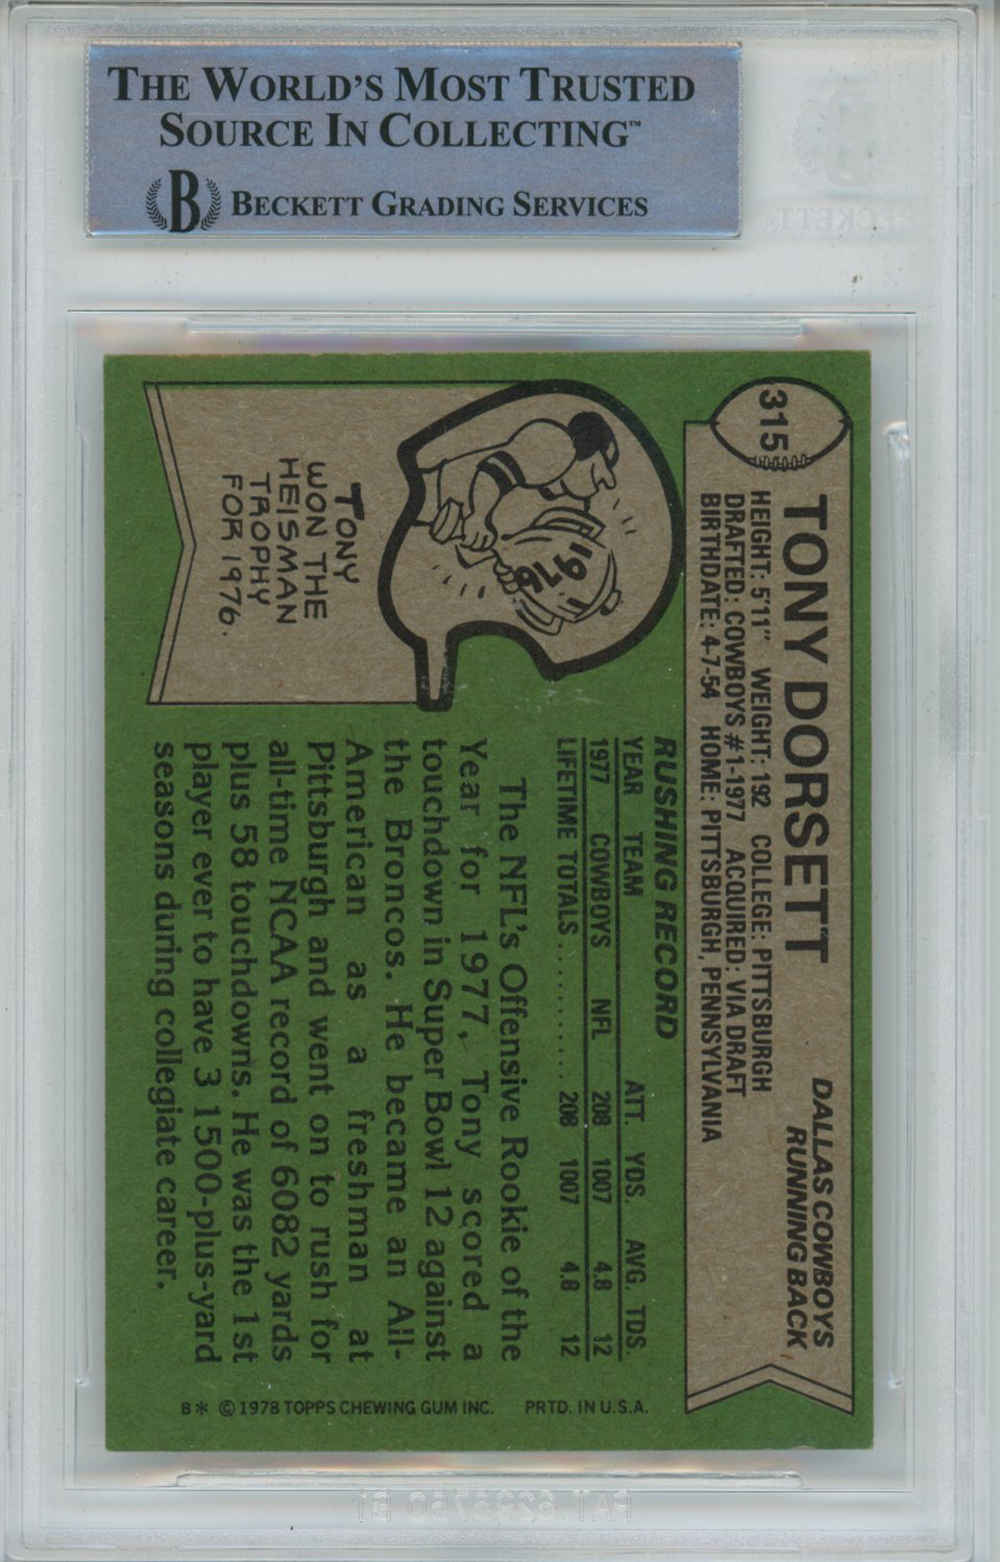 THE WORLD'S MOST TRUSTED
SOURCE IN COLLECTING™
B BECKETT GRADING SERVICES
315
TONY DORSETT
DALLAS COWBOYS
RUNNING BACK
HEIGHT: 5'11" WEIGHT: 192 COLLEGE: PITTSBURGH
DRAFTED: COWBOYS #1-1977 ACQUIRED: VIA DRAFT
BIRTHDATE: 4-7-54 HOME: PITTSBURGH, PENNSYLVANIA
1976
TONY
WON THE
HEISMAN
TROPHY
FOR 1976.
RUSHING RECORD
YEAR TEAM ATT. YDS. AVG. TDS.
1977 COWBOYS NFL 208 1007 4.8 12
LIFETIME TOTALS .......... 208 1007 4.8 12
The NFL's Offensive Rookie of the
Year for 1977, Tony scored a
touchdown in Super Bowl 12 against
the Broncos. He became an All-
American as a freshman at
Pittsburgh and went on to rush for
all-time NCAA record of 6082 yards
plus 58 touchdowns. He was the 1st
player ever to have 3 1500-plus-yard
seasons during collegiate career.
B* © 1978 TOPPS CHEWING GUM INC. PRTD. IN U.S.A.
BECKETT